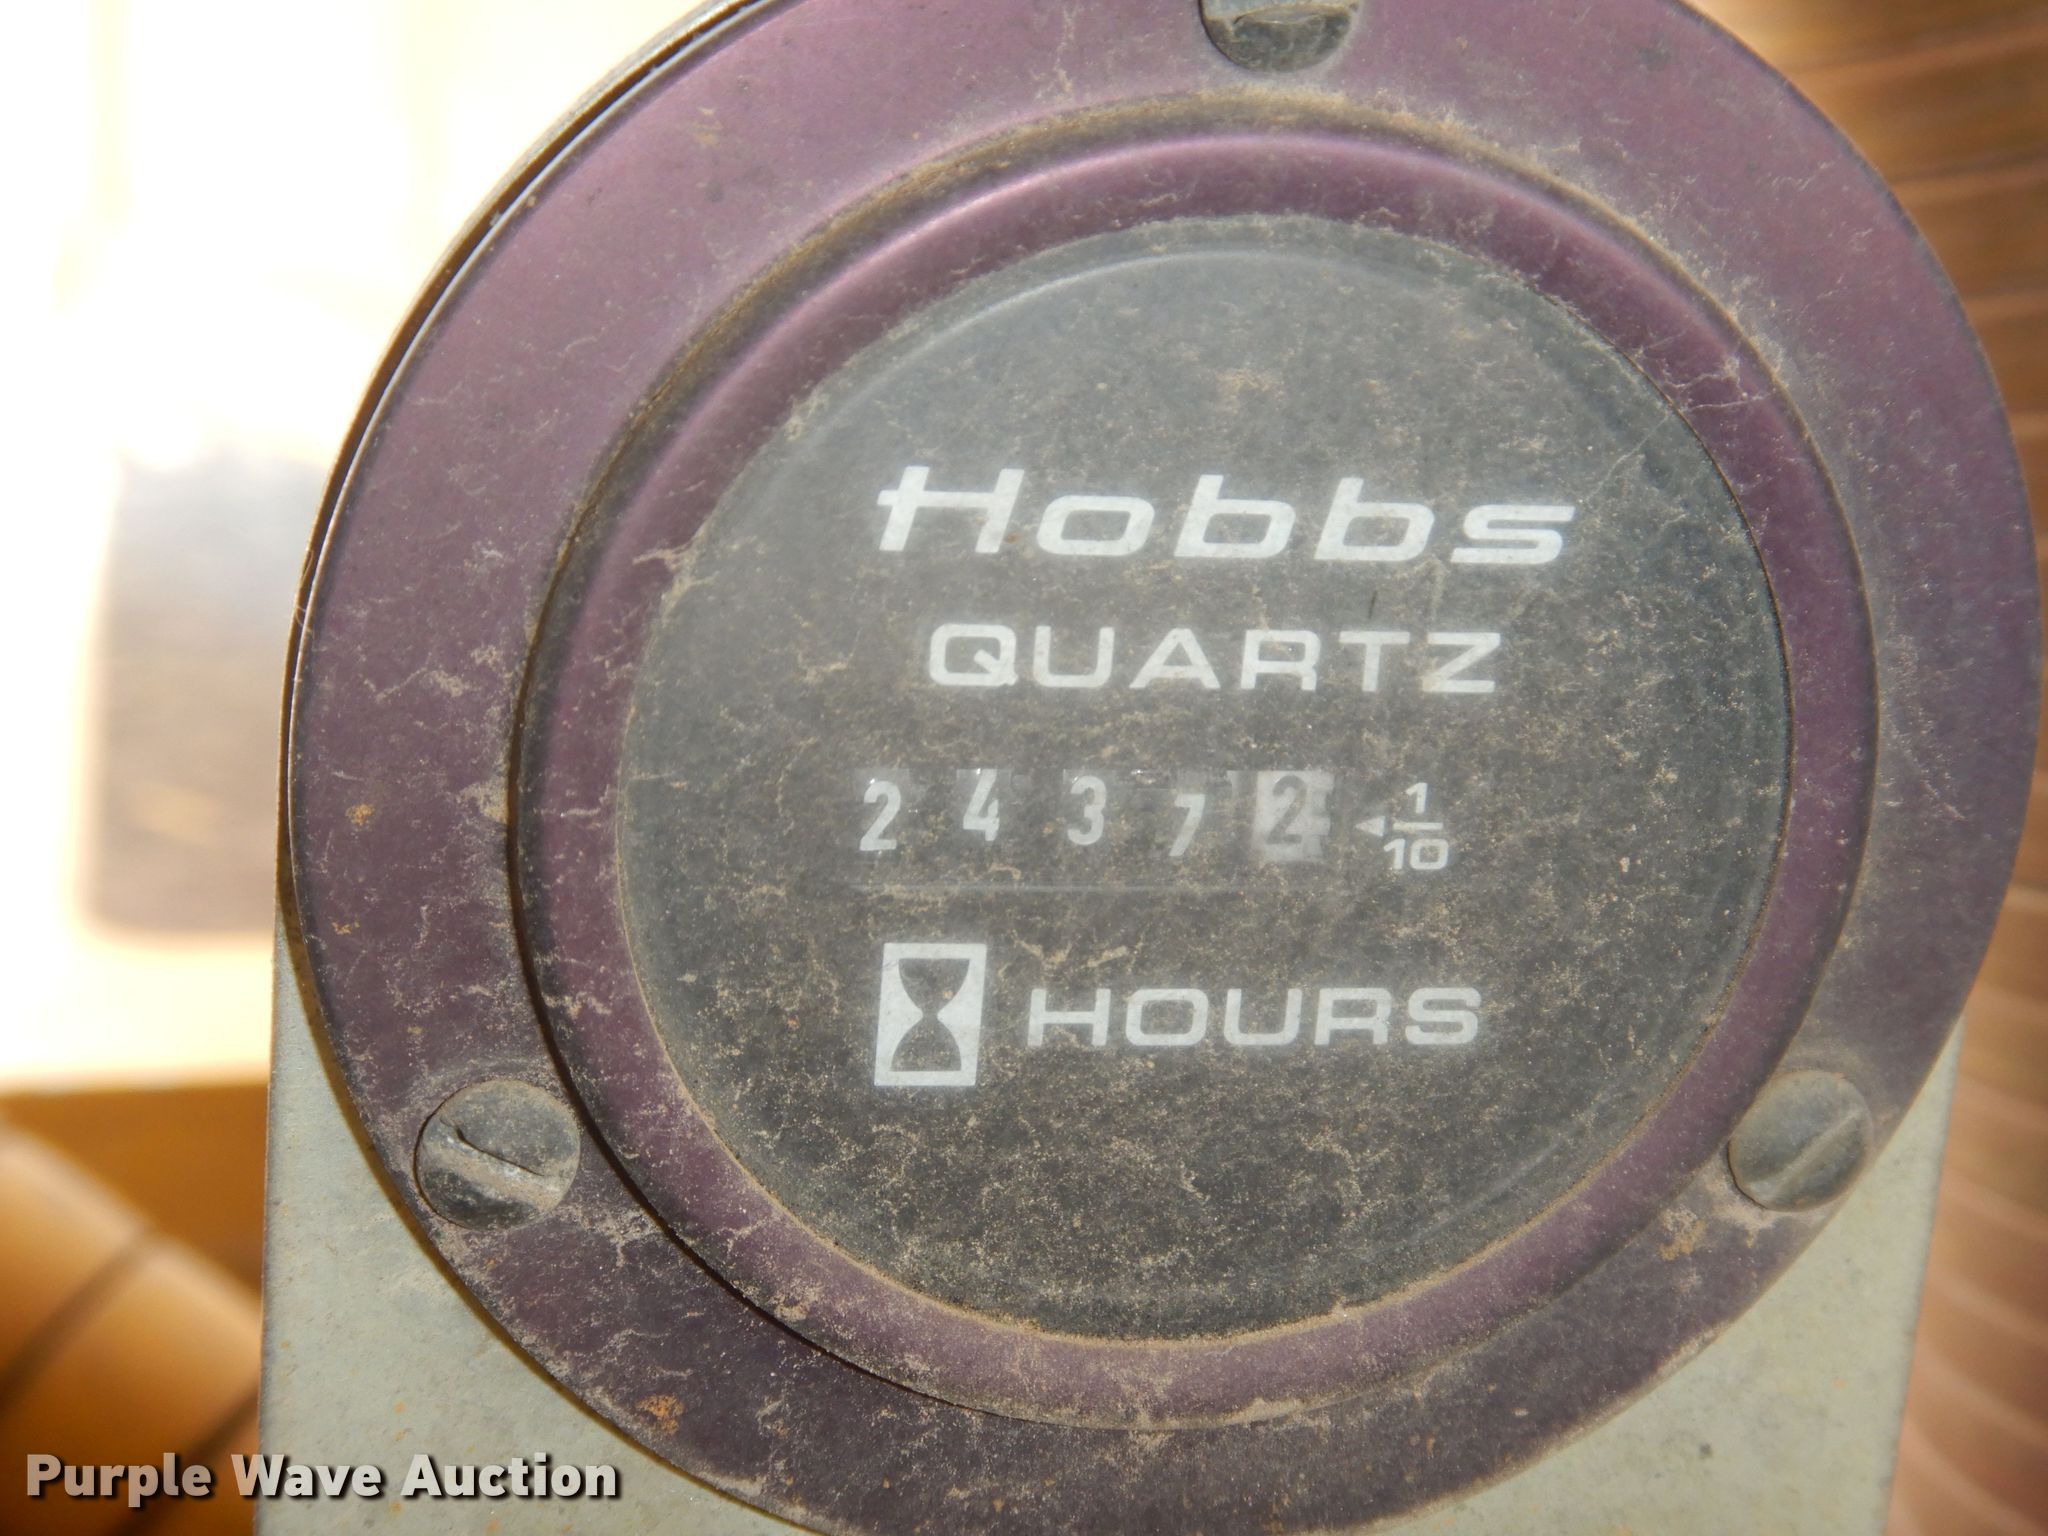 Hobbs
QUARTZ
2 4 3 7 2 1/10
HOURS
Purple Wave Auction